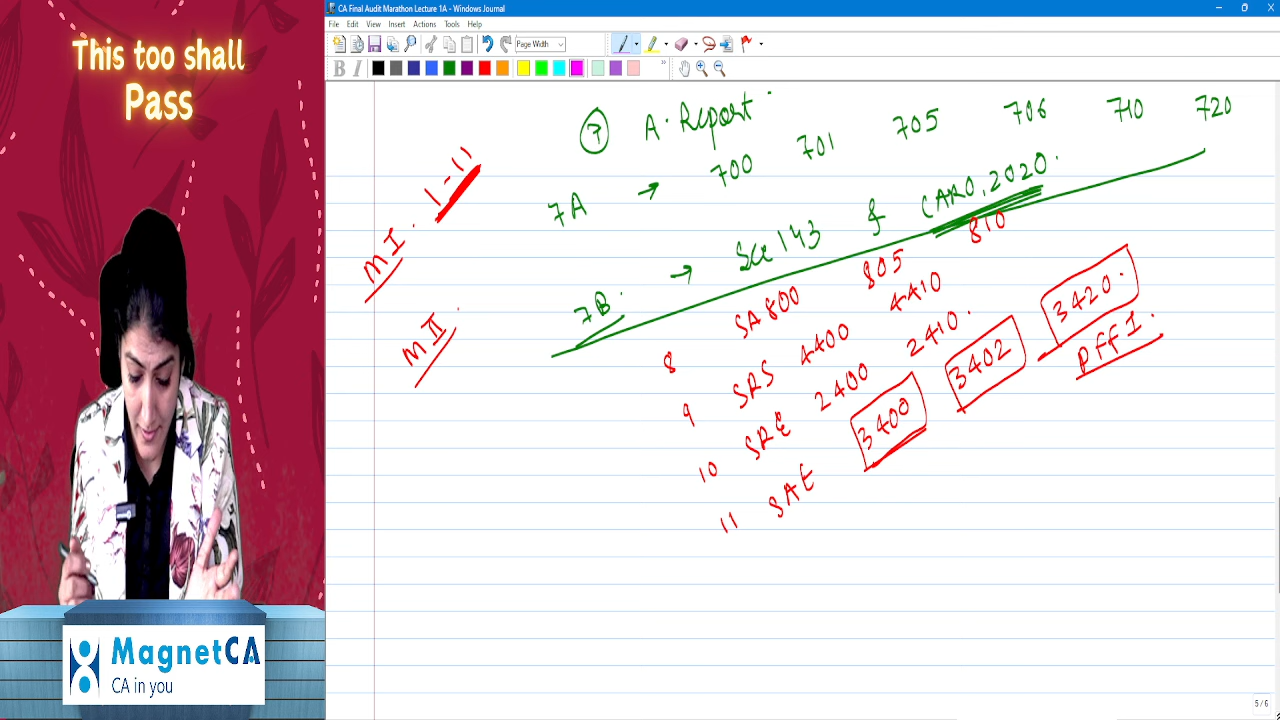 This too shall
Pass
MagnetCA
CA in you
CA Final Audit Marathon Lecture 1A - Windows Journal
File Edit View Insert Actions Tools Help
Page Width
B I
7 A. Report
7A → 700 701 705 706 710 720
7B. → Sec 143 & CARO, 2020.
M I. 1-11
M II.
8 SA 800 805 810
9 SRS 4400 4410
10 SRE 2400 2410.
11 SAE 3400 3402 3420.
PFFI.
5 / 6